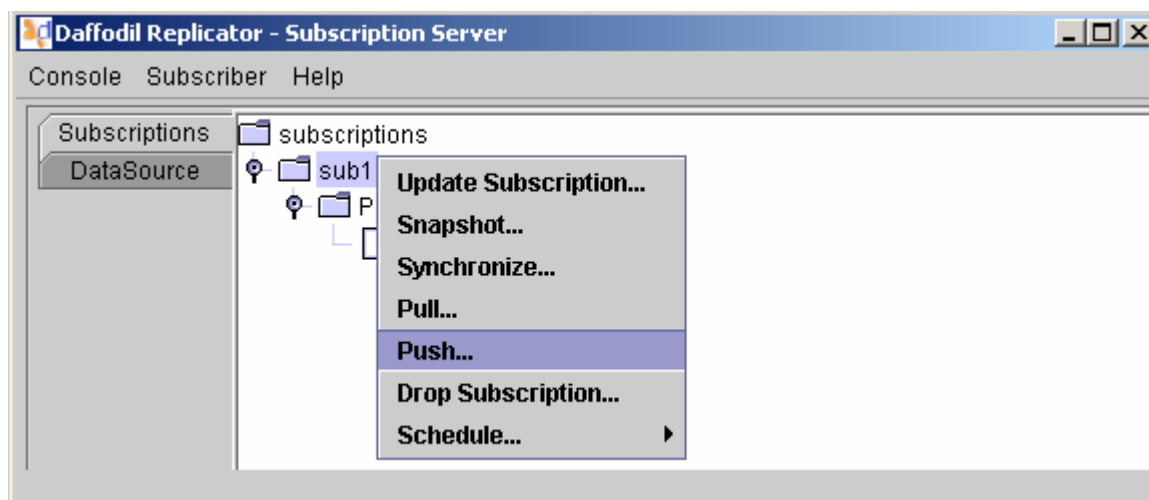 Daffodil Replicator - Subscription Server
Console Subscriber Help
Subscriptions
DataSource
subscriptions
sub1
P
Update Subscription...
Snapshot...
Synchronize...
Pull...
Push...
Drop Subscription...
Schedule...